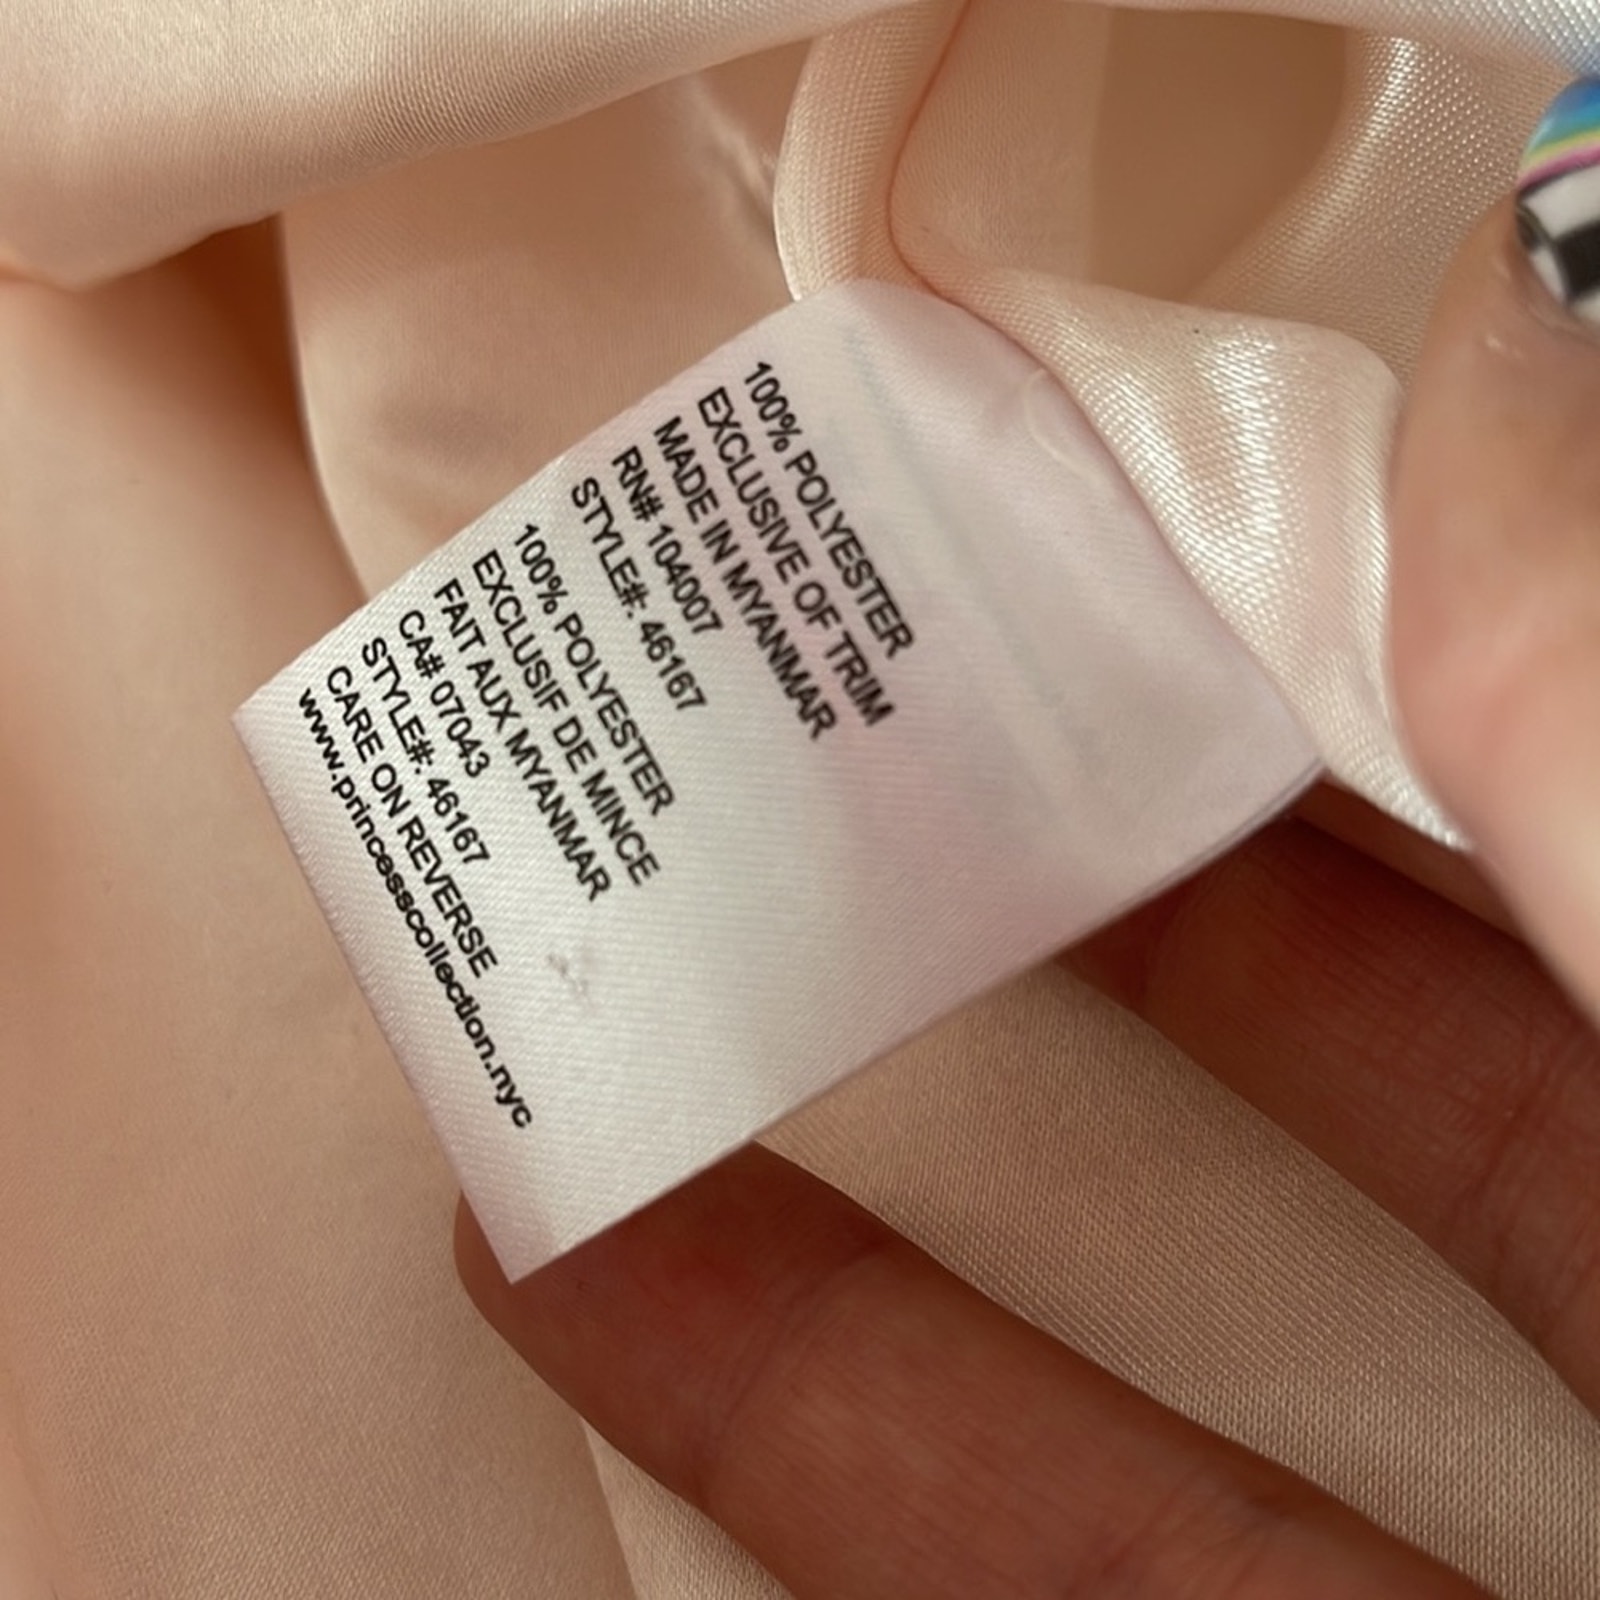 100% POLYESTER
EXCLUSIVE OF TRIM
MADE IN MYANMAR
RN# 104007
STYLE#: 46167
100% POLYESTER
EXCLUSIF DE MINCE
FAIT AUX MYANMAR
CA# 07043
STYLE#: 46167
CARE ON REVERSE
www.princesscollection.nyc